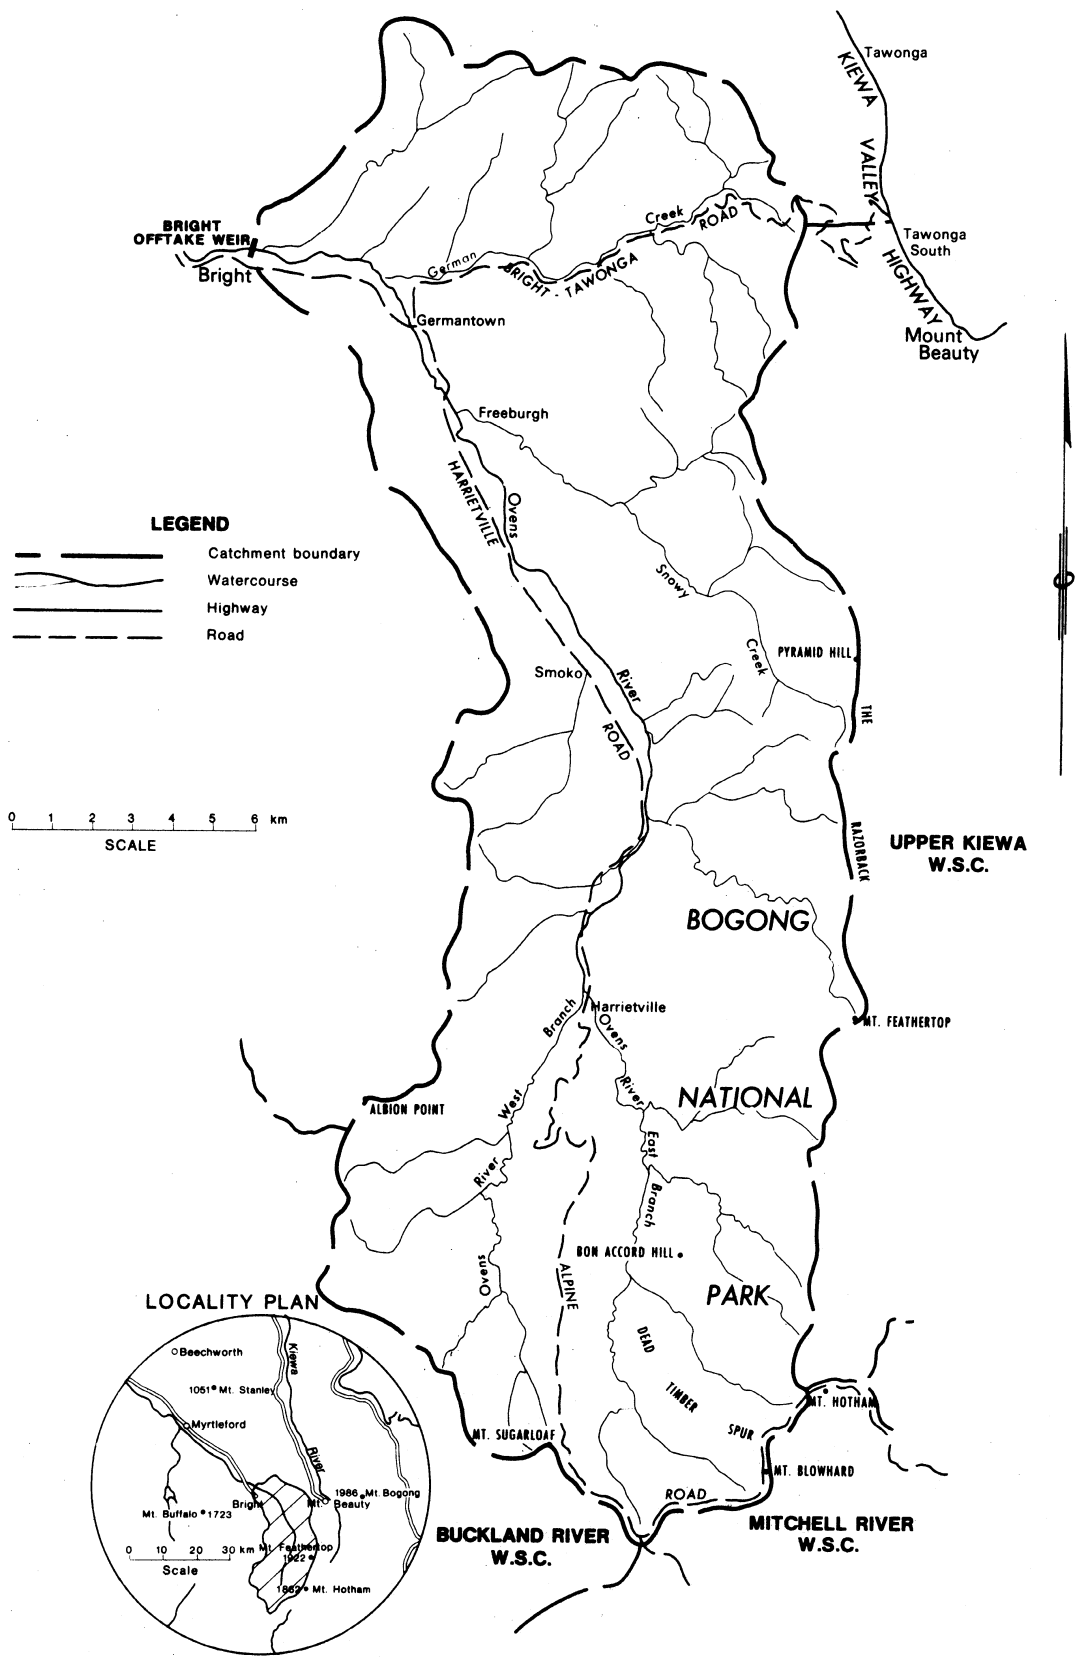 Tawonga
KIEWA
VALLEY
HIGHWAY
BRIGHT
OFFTAKE WEIR
Bright
Creek
ROAD
Tawonga
South
German
BRIGHT - TAWONGA
Germantown
Mount
Beauty
Freeburgh
HARRIETVILLE
Ovens
LEGEND
Catchment boundary
Watercourse
Highway
Road
Snowy
Creek
PYRAMID HILL
Smoko
River
THE
ROAD
0 1 2 3 4 5 6 km
SCALE
RAZORBACK
UPPER KIEWA
W.S.C.
BOGONG
Branch
Harrietville
Ovens
MT. FEATHERTOP
River
NATIONAL
West
ALBION POINT
East
River
Branch
BON ACCORD HILL
Ovens
ALPINE
PARK
LOCALITY PLAN
DEAD
TIMBER
SPUR
MT. HOTHAM
MT. SUGARLOAF
MT. BLOWHARD
ROAD
BUCKLAND RIVER
W.S.C.
MITCHELL RIVER
W.S.C.
Kiewa
Beechworth
1051 Mt. Stanley
Myrtleford
River
1986 Mt. Bogong
Bright
Mt. Beauty
Mt. Buffalo 1723
0 10 20 30 km
Scale
Mt. Feathertop
1922
1862 Mt. Hotham